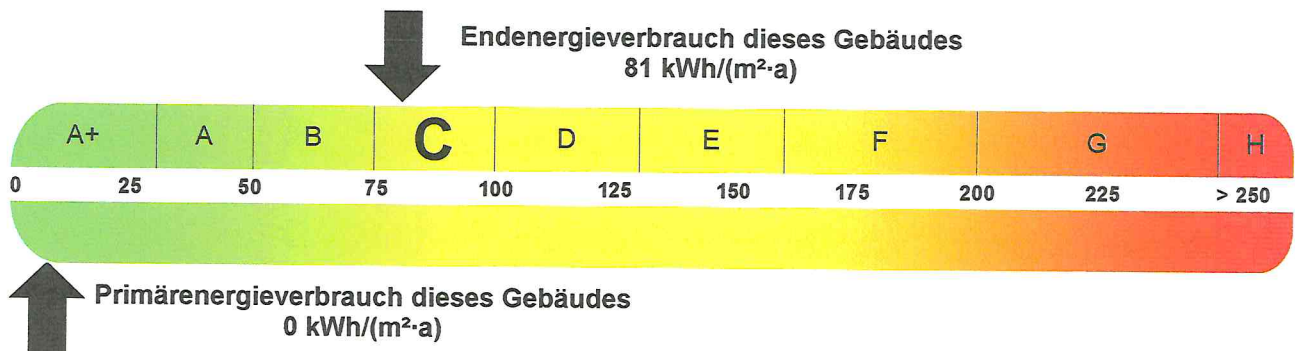 Endenergieverbrauch dieses Gebäudes
81 kWh/(m²·a)
A+ A B C D E F G H
0 25 50 75 100 125 150 175 200 225 > 250
Primärenergieverbrauch dieses Gebäudes
0 kWh/(m²·a)